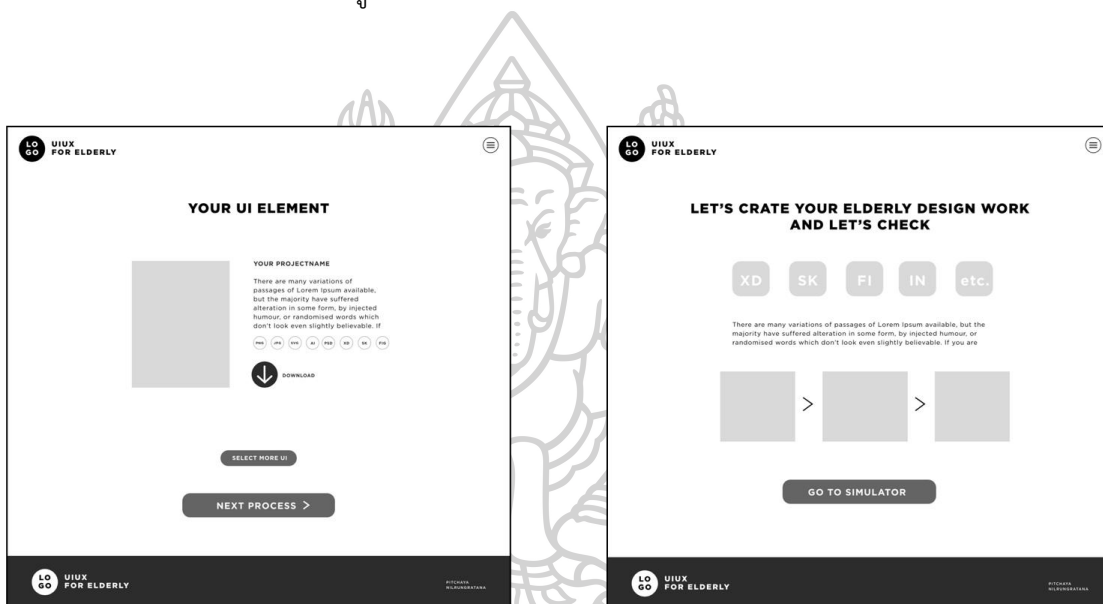 LO
GO
UIUX
FOR ELDERLY
YOUR UI ELEMENT
YOUR PROJECTNAME
There are many variations of
passages of Lorem Ipsum available,
but the majority have suffered
alteration in some form, by injected
humour, or randomised words which
don't look even slightly believable. If
PNG JPG SVG AI PSD XD SK FIG
DOWNLOAD
SELECT MORE UI
NEXT PROCESS >
LO
GO
UIUX
FOR ELDERLY
PITCHAYA
NILRUNGRATANA
LO
GO
UIUX
FOR ELDERLY
LET'S CRATE YOUR ELDERLY DESIGN WORK
AND LET'S CHECK
XD SK FI IN etc.
There are many variations of passages of Lorem Ipsum available, but the
majority have suffered alteration in some form, by injected humour, or
randomised words which don't look even slightly believable. If you are
> >
GO TO SIMULATOR
LO
GO
UIUX
FOR ELDERLY
PITCHAYA
NILRUNGRATANA